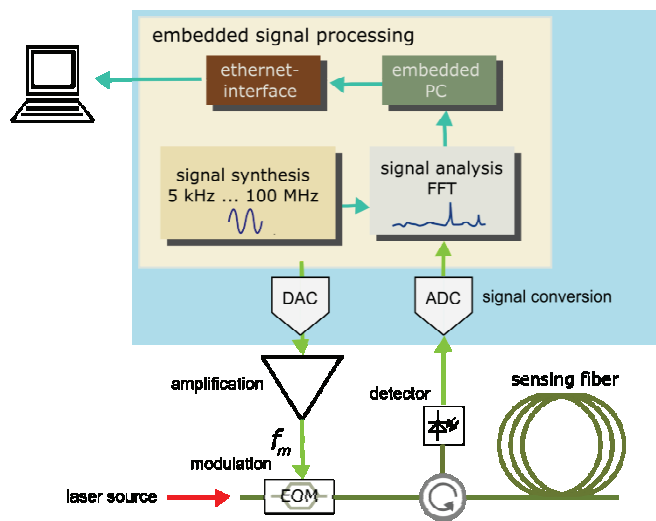 embedded signal processing
ethernet-
interface
embedded
PC
signal synthesis
5 kHz ... 100 MHz
signal analysis
FFT
DAC
ADC
signal conversion
amplification
detector
sensing fiber
fm
modulation
laser source
EOM